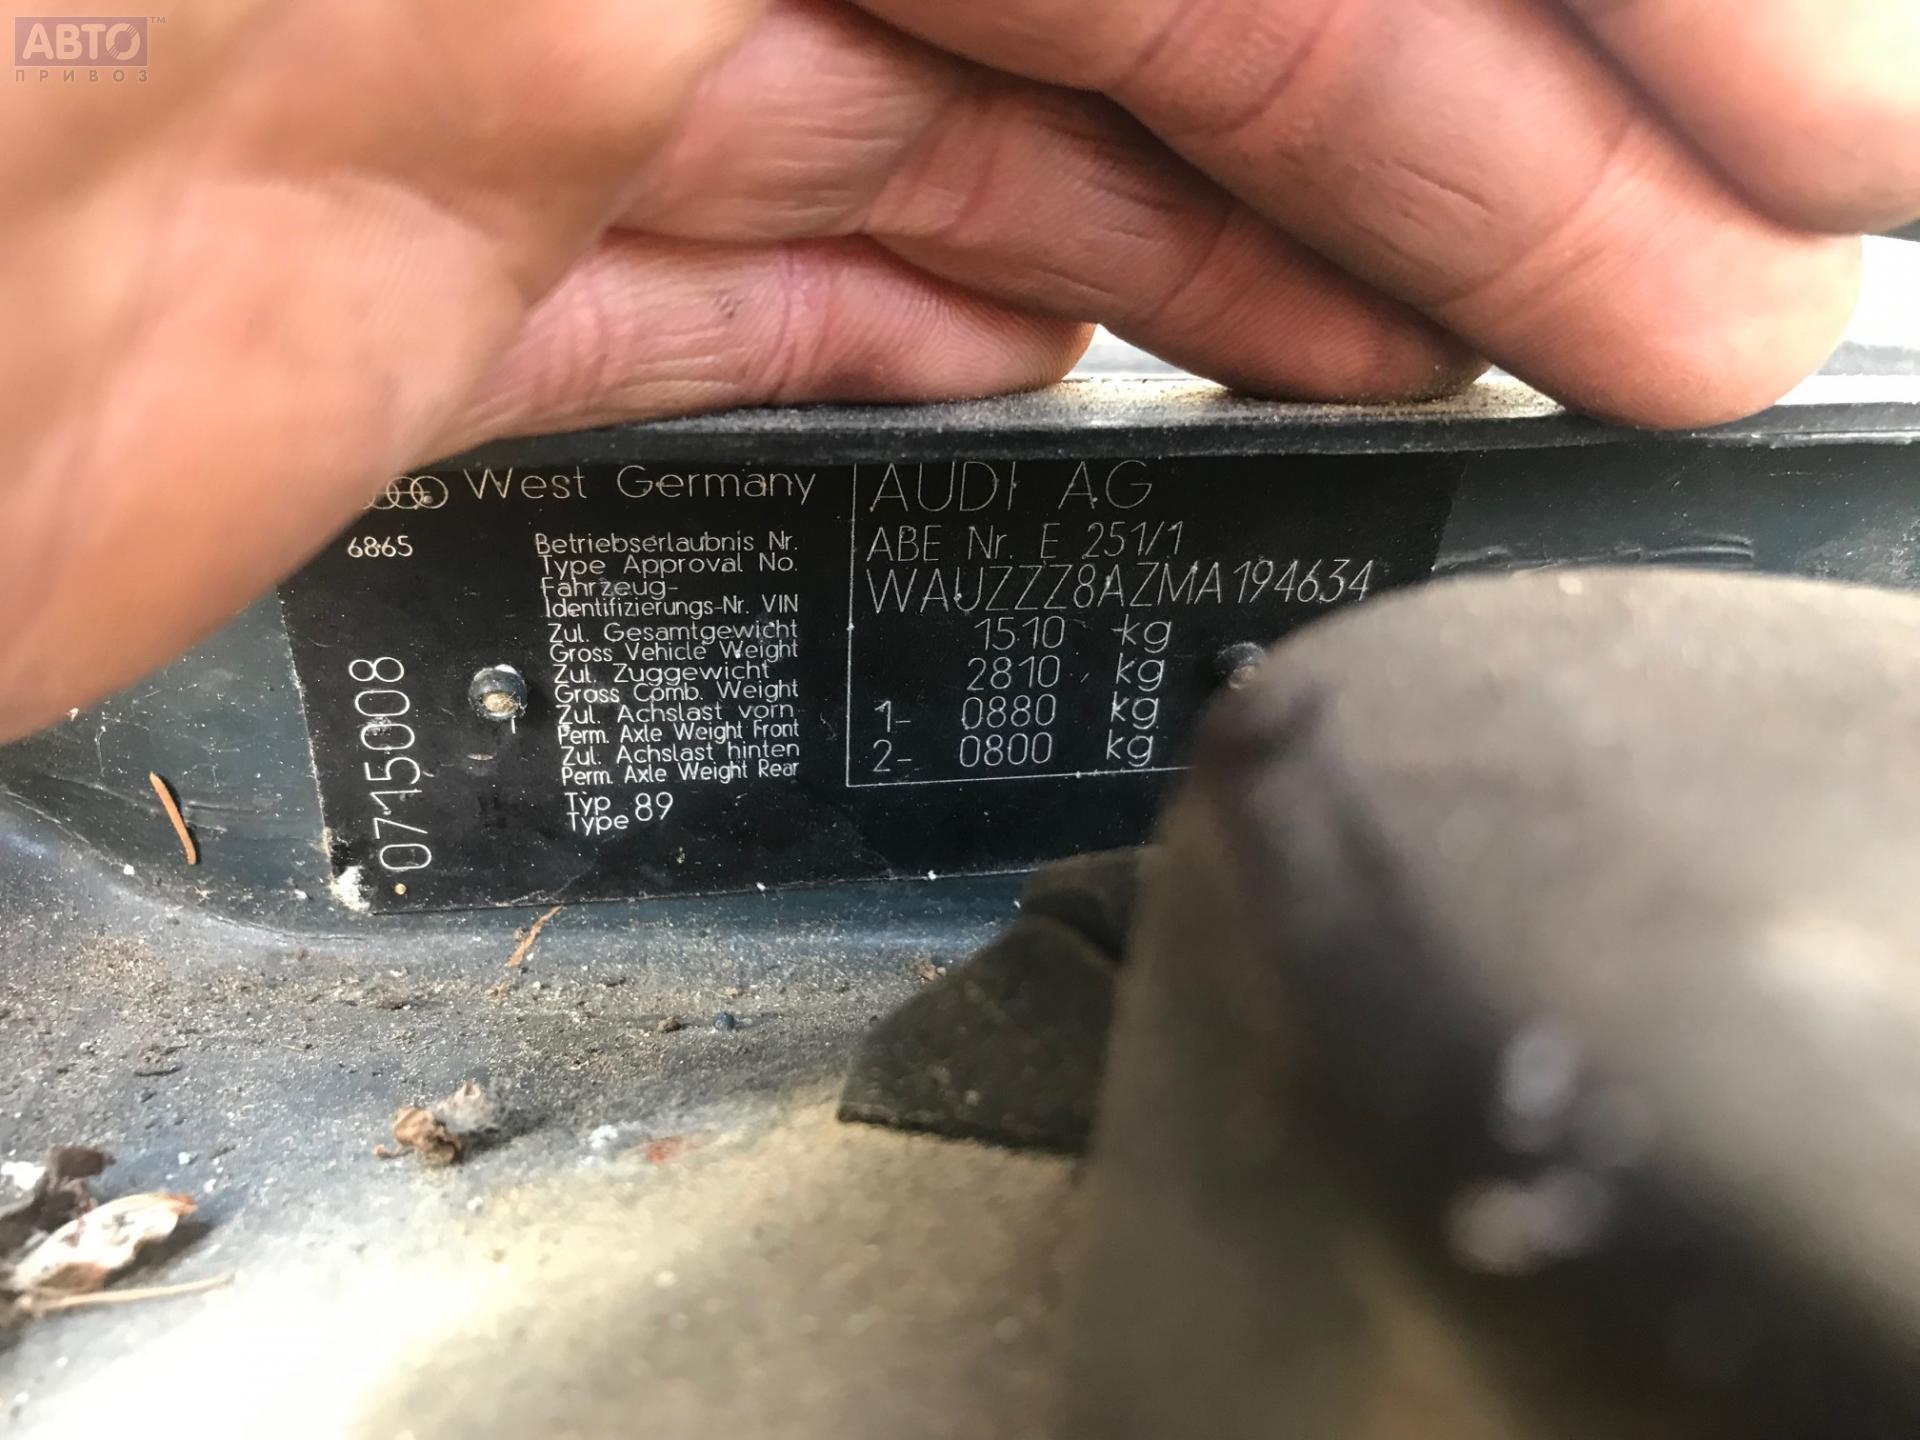 АВТО™
ПРИВОЗ
West Germany
6865
Betriebserlaubnis Nr.
Type Approval No.
Fahrzeug-
Identifizierungs-Nr. VIN
Zul. Gesamtgewicht
Gross Vehicle Weight
Zul. Zuggewicht
Gross Comb. Weight
Zul. Achslast vorn
Perm. Axle Weight Front
Zul. Achslast hinten
Perm. Axle Weight Rear
Typ
Type 89
0715008
AUDI AG
ABE Nr. E 251/1
WAUZZZ8AZMA194634
1510 kg
2810 kg
1- 0880 kg
2- 0800 kg